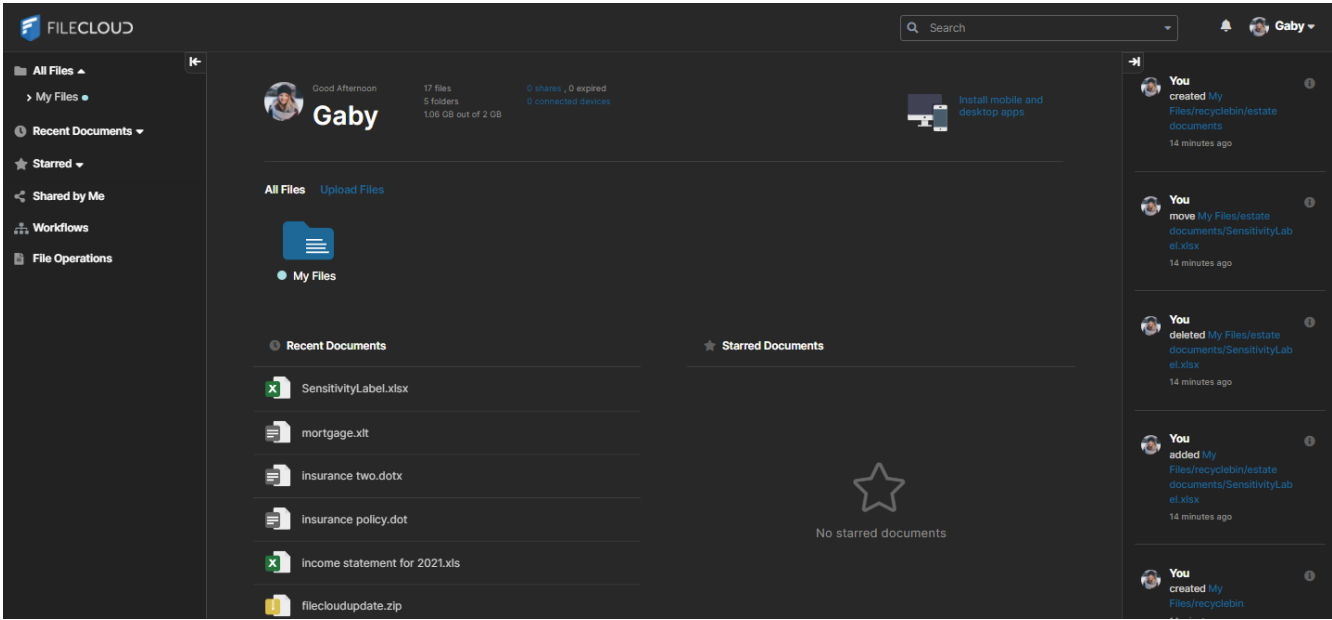 FILECLOUD
Search
Gaby
All Files
My Files
Recent Documents
Starred
Shared by Me
Workflows
File Operations
Good Afternoon
Gaby
17 files
5 folders
1.06 GB out of 2 GB
0 shares , 0 expired
0 connected devices
Install mobile and
desktop apps
All Files Upload Files
My Files
Recent Documents
SensitivityLabel.xlsx
mortgage.xlt
insurance two.dotx
insurance policy.dot
income statement for 2021.xls
filecloudupdate.zip
Starred Documents
No starred documents
You
created My
Files/recyclebin/estate
documents
14 minutes ago
You
move My Files/estate
documents/SensitivityLab
el.xlsx
14 minutes ago
You
deleted My Files/estate
documents/SensitivityLab
el.xlsx
14 minutes ago
You
added My
Files/recyclebin/estate
documents/SensitivityLab
el.xlsx
14 minutes ago
You
created My
Files/recyclebin